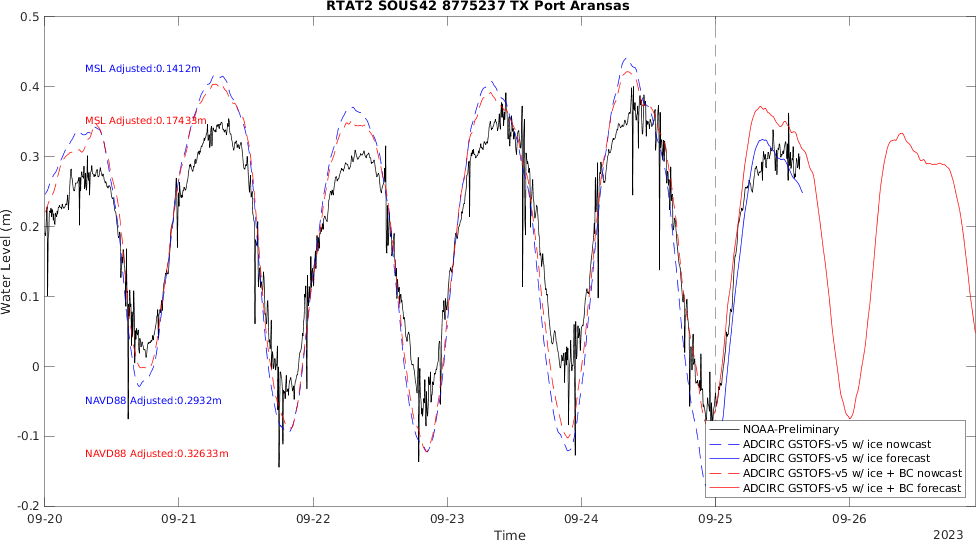 RTAT2 SOUS42 8775237 TX Port Aransas
0.5
0.4
0.3
0.2
0.1
0
-0.1
-0.2
Water Level (m)
MSL Adjusted:0.1412m
MSL Adjusted:0.17433m
NAVD88 Adjusted:0.2932m
NAVD88 Adjusted:0.32633m
NOAA-Preliminary
ADCIRC GSTOFS-v5 w/ ice nowcast
ADCIRC GSTOFS-v5 w/ ice forecast
ADCIRC GSTOFS-v5 w/ ice + BC nowcast
ADCIRC GSTOFS-v5 w/ ice + BC forecast
09-20 09-21 09-22 09-23 09-24 09-25 09-26
Time
2023